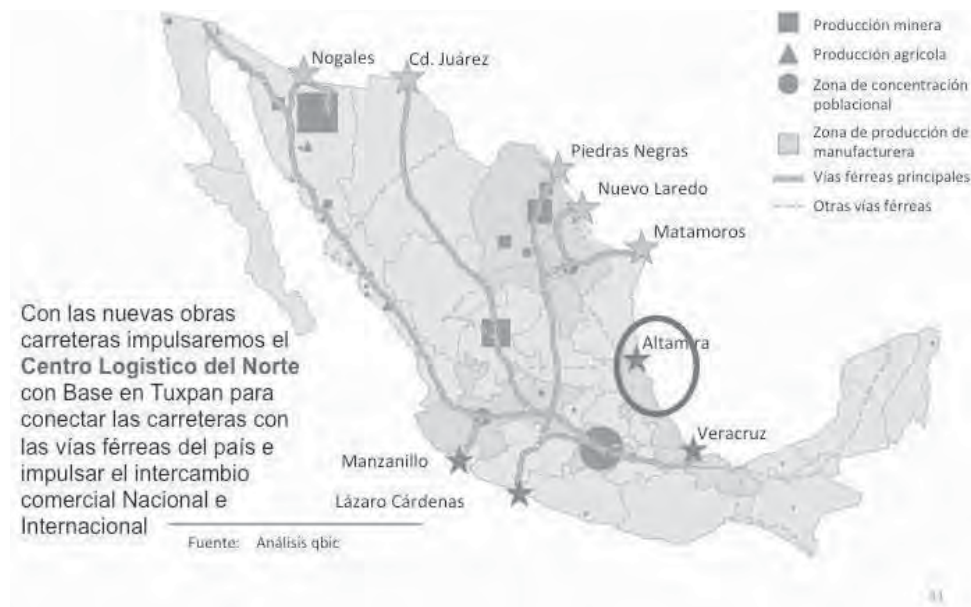 Producción minera
Producción agrícola
Zona de concentración
poblacional
Zona de producción de
manufacturera
Vías férreas principales
Otras vías férreas
Nogales
Cd. Juárez
Piedras Negras
Nuevo Laredo
Matamoros
Altamira
Veracruz
Manzanillo
Lázaro Cárdenas
Con las nuevas obras
carreteras impulsaremos el
Centro Logistico del Norte
con Base en Tuxpan para
conectar las carreteras con
las vías férreas del país e
impulsar el intercambio
comercial Nacional e
Internacional
Fuente: Análisis qbic